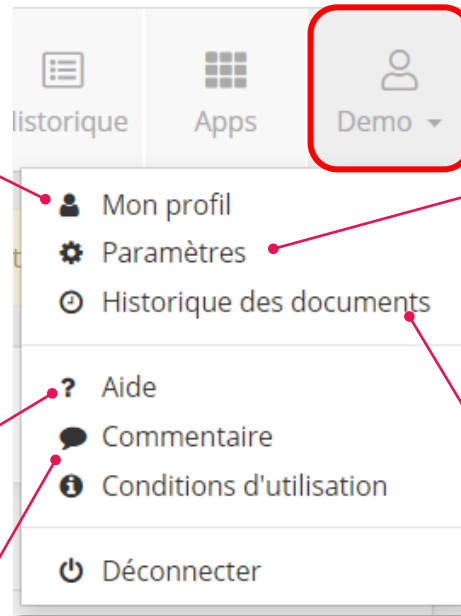 listorique Apps Demo
Mon profil
Paramètres
Historique des documents
Aide
Commentaire
Conditions d'utilisation
Déconnecter